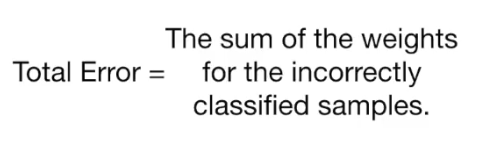 The sum of the weights
Total Error = for the incorrectly
classified samples.